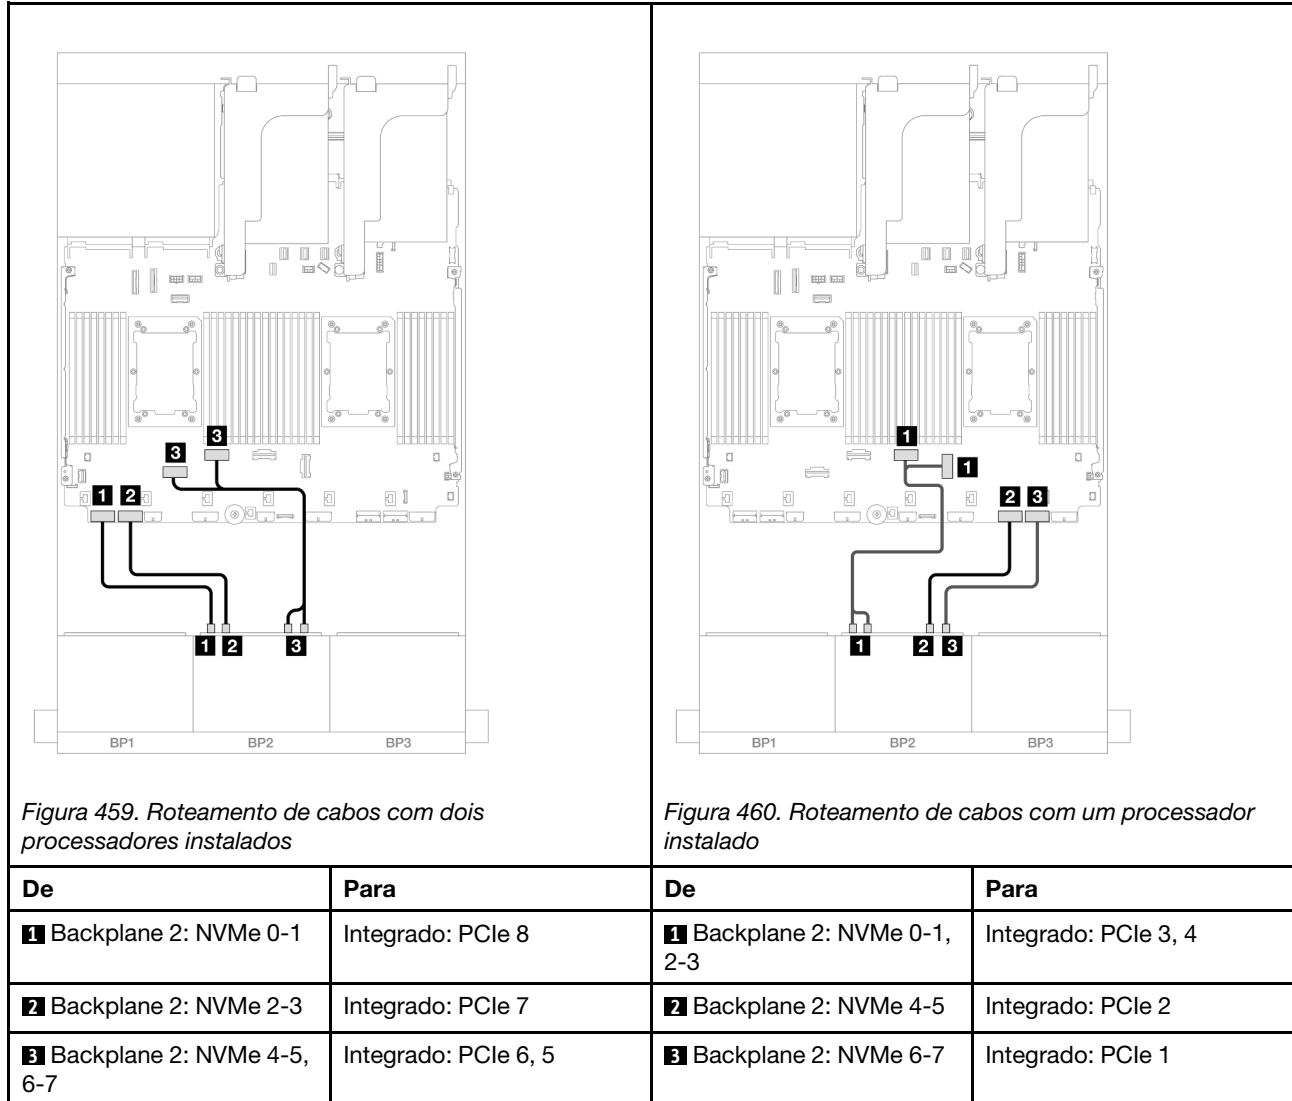 3
3
1 2
1 2 3
BP1 BP2 BP3
Figura 459. Roteamento de cabos com dois
processadores instalados
1
1
2 3
1 2 3
BP1 BP2 BP3
Figura 460. Roteamento de cabos com um processador
instalado
De Para De Para
1 Backplane 2: NVMe 0-1 Integrado: PCIe 8 1 Backplane 2: NVMe 0-1, Integrado: PCIe 3, 4
2-3
2 Backplane 2: NVMe 2-3 Integrado: PCIe 7 2 Backplane 2: NVMe 4-5 Integrado: PCIe 2
3 Backplane 2: NVMe 4-5, Integrado: PCIe 6, 5 3 Backplane 2: NVMe 6-7 Integrado: PCIe 1
6-7